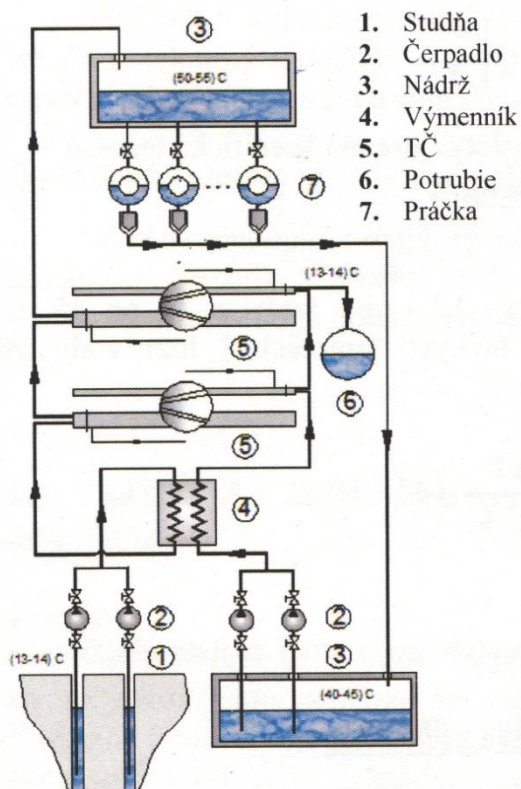 1. Studňa
2. Čerpadlo
3. Nádrž
4. Výmenník
5. TČ
6. Potrubie
7. Práčka
3
(50-55) C
7
(13-14) C
5
6
5
4
2
2
1
3
(13-14) C
(40-45) C